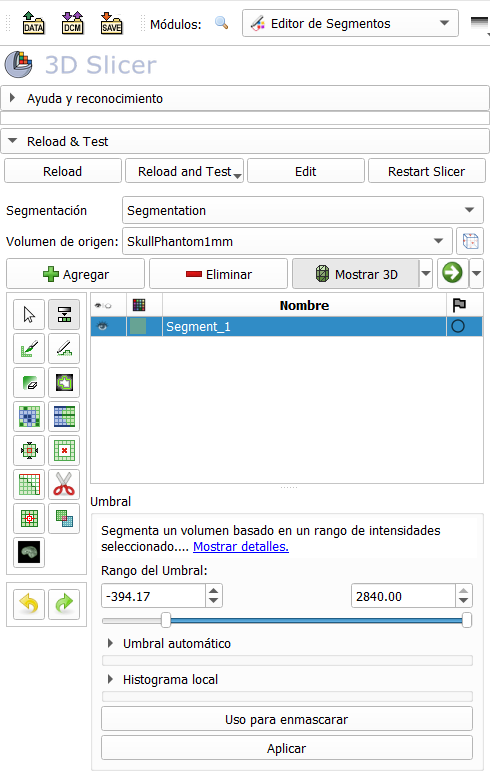 DATA DCM SAVE Módulos: Editor de Segmentos
3D Slicer
Ayuda y reconocimiento
Reload & Test
Reload Reload and Test Edit Restart Slicer
Segmentación Segmentation
Volumen de origen: SkullPhantom1mm
Agregar Eliminar Mostrar 3D
Nombre
Segment_1
Umbral
Segmenta un volumen basado en un rango de intensidades
seleccionado.... Mostrar detalles.
Rango del Umbral:
-394.17 2840.00
Umbral automático
Histograma local
Uso para enmascarar
Aplicar